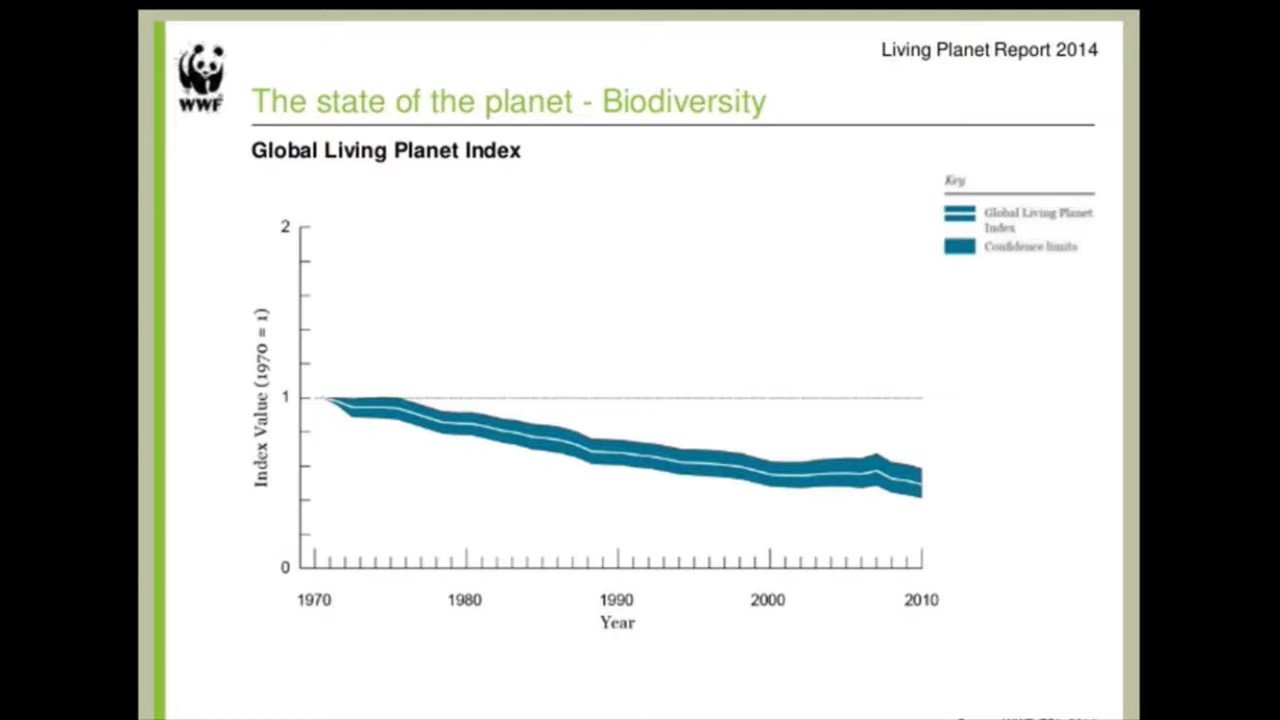 Living Planet Report 2014
WWF
The state of the planet - Biodiversity
Global Living Planet Index
Key
Global Living Planet
Index
Confidence limits
2
1
0
Index Value (1970 = 1)
1970 1980 1990 2000 2010
Year